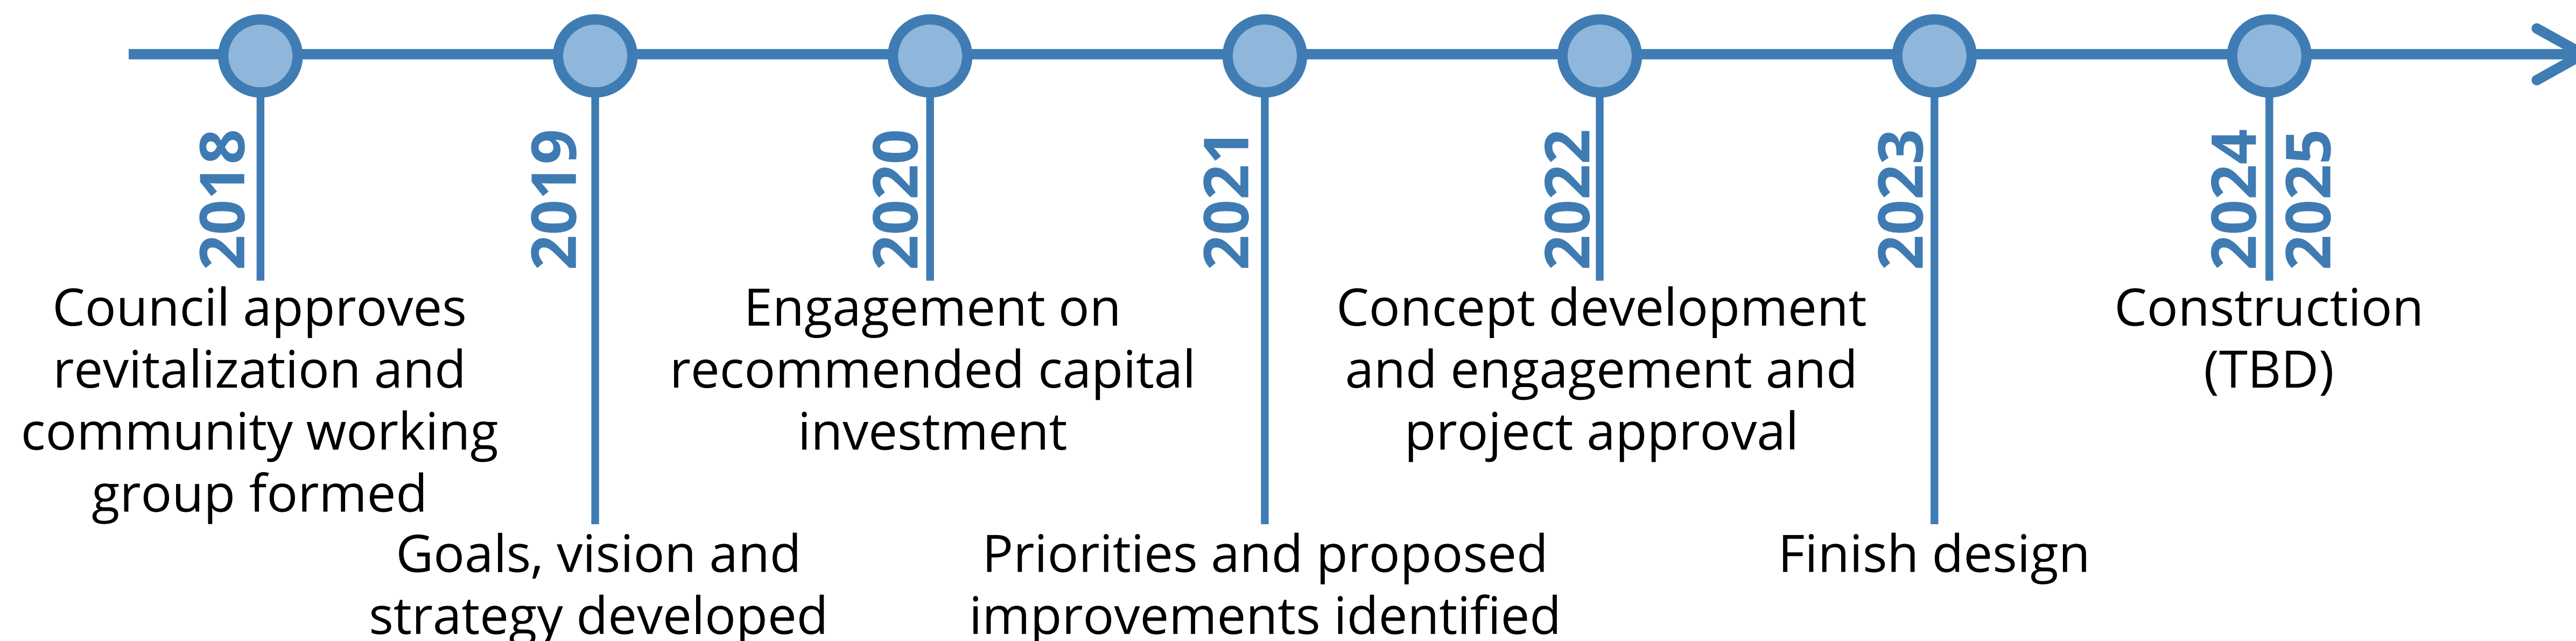 2018
Council approves
revitalization and
community working
group formed
2019
Goals, vision and
strategy developed
2020
Engagement on
recommended capital
investment
2021
Priorities and proposed
improvements identified
2022
Concept development
and engagement and
project approval
2023
Finish design
2024
2025
Construction
(TBD)